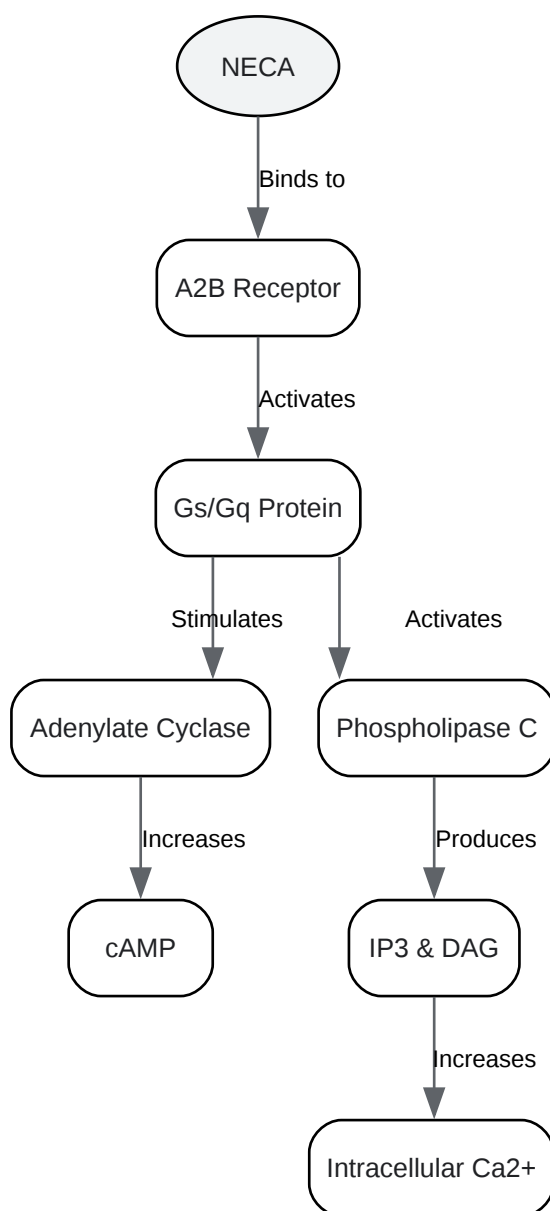 NECA
Binds to
A2B Receptor
Activates
Gs/Gq Protein
Stimulates
Activates
Adenylate Cyclase
Phospholipase C
Increases
Produces
cAMP
IP3 & DAG
Increases
Intracellular Ca2+